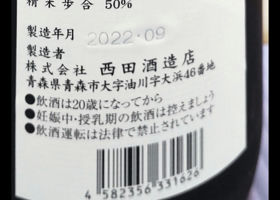 精米歩合 50%
製造年月 2022.09
製造者
株式会社 西田酒造店
青森県青森市大字油川字大浜46番地
●飲酒は20歳になってから
●妊娠中・授乳期の飲酒は控えましょう
●飲酒運転は法律で禁止されています
4 582356 331626